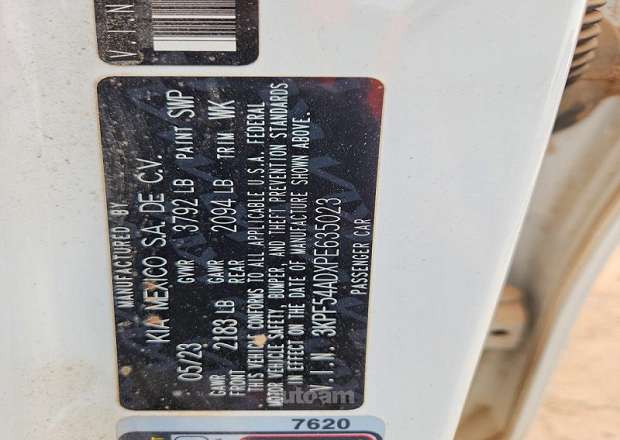 V.I.N
MANUFACTURED BY
KIA MEXICO S.A. DE C.V.
05/23 GVWR 3792 LB PAINT SWP
GAWR FRONT 2183 LB GAWR REAR 2094 LB TRIM WK
THIS VEHICLE CONFORMS TO ALL APPLICABLE U.S.A. FEDERAL
MOTOR VEHICLE SAFETY, BUMPER, AND THEFT PREVENTION STANDARDS
IN EFFECT ON THE DATE OF MANUFACTURE SHOWN ABOVE.
V.I.N. 3KPF54ADXPE635023
PASSENGER CAR
autoam
7620